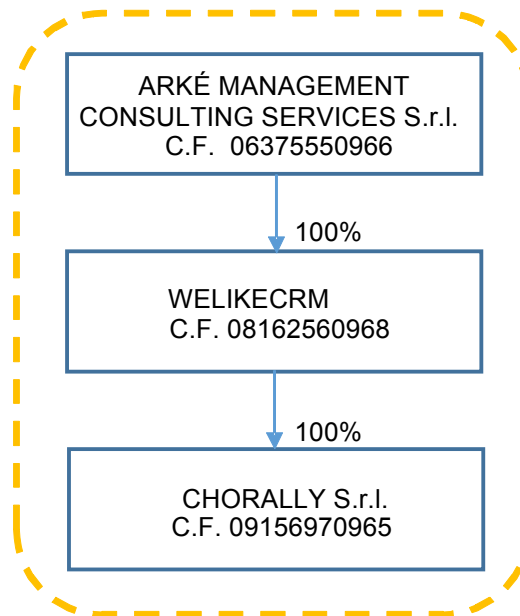 ARKÉ MANAGEMENT
CONSULTING SERVICES S.r.l.
C.F. 06375550966
100%
WELIKECRM
C.F. 08162560968
100%
CHORALLY S.r.l.
C.F. 09156970965